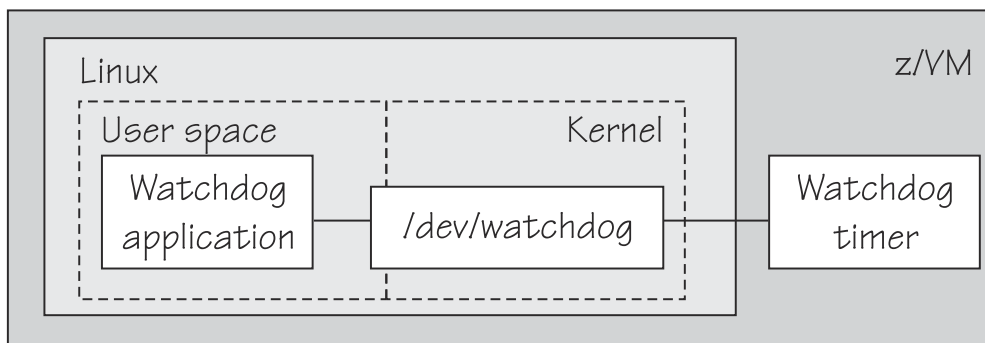 z/VM
Linux
User space
Kernel
Watchdog
application
/dev/watchdog
Watchdog
timer